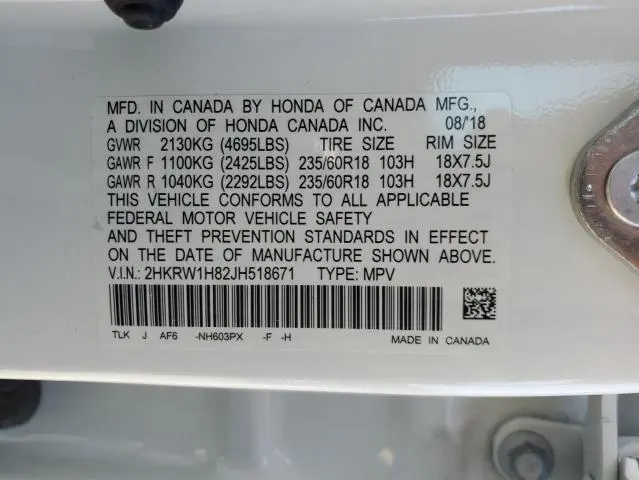 MFD. IN CANADA BY HONDA OF CANADA MFG.,
A DIVISION OF HONDA CANADA INC. 08/'18
GVWR 2130KG (4695LBS) TIRE SIZE RIM SIZE
GAWR F 1100KG (2425LBS) 235/60R18 103H 18X7.5J
GAWR R 1040KG (2292LBS) 235/60R18 103H 18X7.5J
THIS VEHICLE CONFORMS TO ALL APPLICABLE
FEDERAL MOTOR VEHICLE SAFETY
AND THEFT PREVENTION STANDARDS IN EFFECT
ON THE DATE OF MANUFACTURE SHOWN ABOVE.
V.I.N.: 2HKRW1H82JH518671 TYPE: MPV
TLK J AF6 -NH603PX -F -H MADE IN CANADA